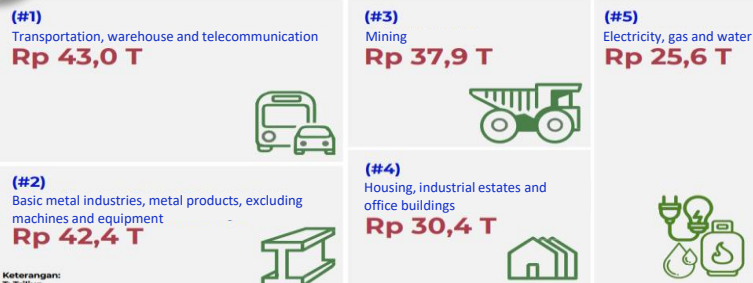 (#1)
Transportation, warehouse and telecommunication
Rp 43,0 T
(#2)
Basic metal industries, metal products, excluding
machines and equipment
Rp 42,4 T
(#3)
Mining
Rp 37,9 T
(#4)
Housing, industrial estates and
office buildings
Rp 30,4 T
(#5)
Electricity, gas and water
Rp 25,6 T
Keterangan: